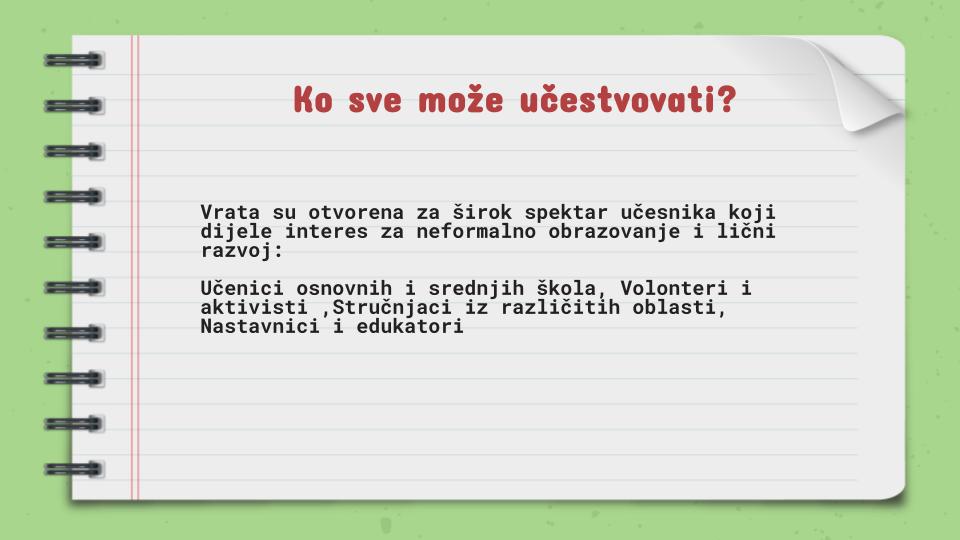 Ko sve može učestvovati?
Vrata su otvorena za širok spektar učesnika koji
dijele interes za neformalno obrazovanje i lični
razvoj:
Učenici osnovnih i srednjih škola, Volonteri i
aktivisti ,Stručnjaci iz različitih oblasti,
Nastavnici i edukatori